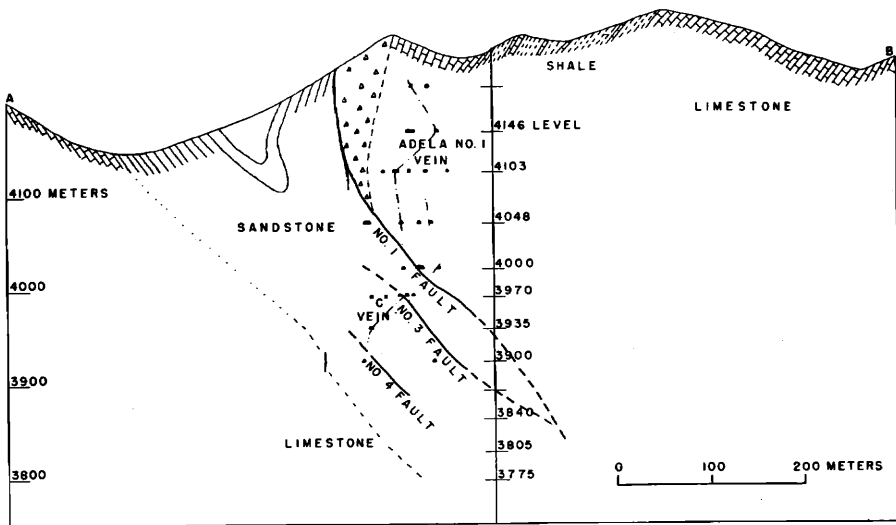 A
B
SHALE
LIMESTONE
4146 LEVEL
ADELA NO. 1
VEIN
4103
4100 METERS
SANDSTONE
4048
NO. 1 FAULT
4000
4000
3970
C
VEIN
NO. 3 FAULT
3935
3900
3900
NO. 4 FAULT
3840
LIMESTONE
3805
3775
3800
0 100 200 METERS